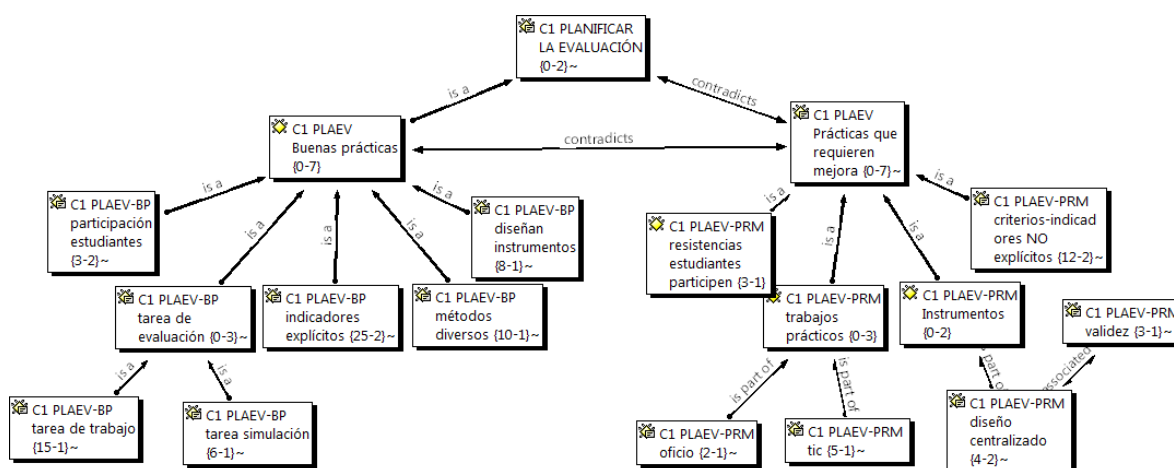 C1 PLANIFICAR
LA EVALUACIÓN
{0-2}~
is a
contradicts
C1 PLAEV
Buenas prácticas
{0-7}
contradicts
C1 PLAEV
Prácticas que
requieren
mejora {0-7}~
is a
is a
is a
is a
is a
is a
is a
is a
is a
C1 PLAEV-BP
participación
estudiantes
{3-2}~
C1 PLAEV-BP
diseñan
instrumentos
{8-1}~
C1 PLAEV-PRM
resistencias
estudiantes
participen {3-1}
C1 PLAEV-PRM
criterios-indicad
ores NO
explícitos {12-2}~
C1 PLAEV-BP
tarea de
evaluación {0-3}~
C1 PLAEV-BP
indicadores
explícitos {25-2}~
C1 PLAEV-BP
métodos
diversos {10-1}~
C1 PLAEV-PRM
trabajos
prácticos {0-3}
C1 PLAEV-PRM
Instrumentos
{0-2}
C1 PLAEV-PRM
validez {3-1}~
is a
is a
is part of
is part of
is part of
associated
C1 PLAEV-BP
tarea de trabajo
{15-1}~
C1 PLAEV-BP
tarea simulación
{6-1}~
C1 PLAEV-PRM
oficio {2-1}~
C1 PLAEV-PRM
tic {5-1}~
C1 PLAEV-PRM
diseño
centralizado
{4-2}~